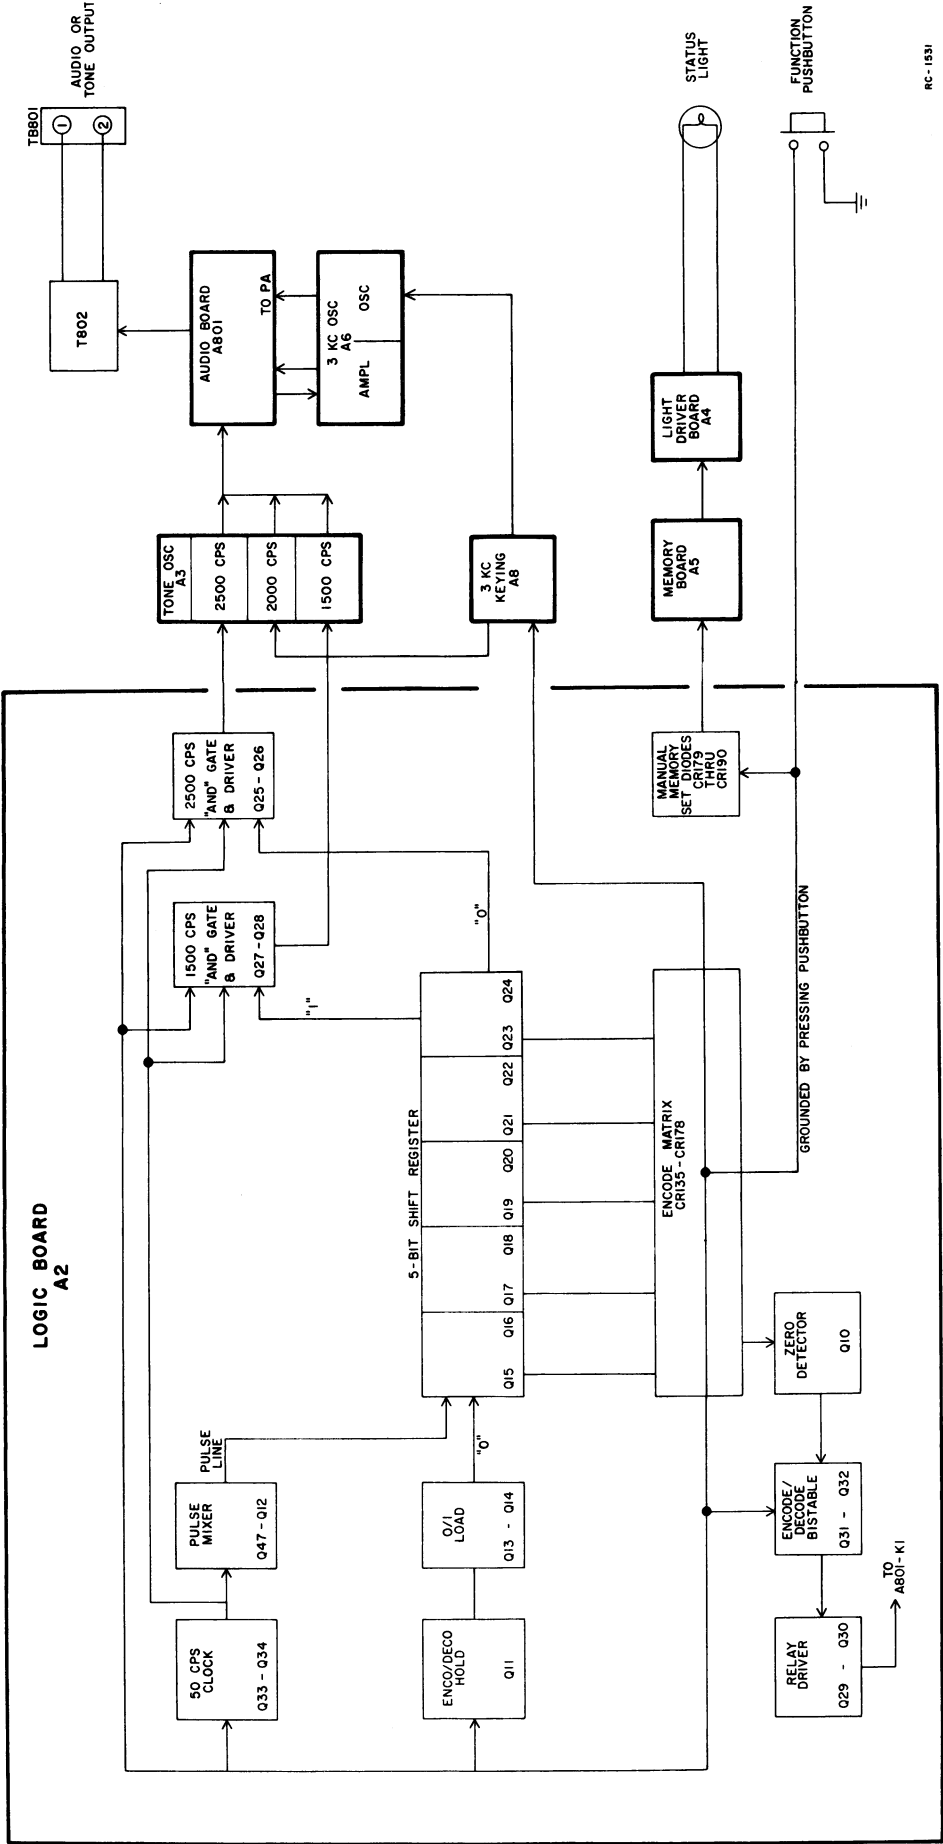 LOGIC BOARD
A2
50 CPS
CLOCK
Q33 - Q34
PULSE
MIXER
Q47 - Q12
PULSE
LINE
1500 CPS
"AND" GATE
& DRIVER
Q27 - Q28
2500 CPS
"AND" GATE
& DRIVER
Q25 - Q26
TONE OSC
A3
2500 CPS
2000 CPS
1500 CPS
AUDIO BOARD
A801
TO PA
3 KC OSC
A6
AMPL
OSC
T802
TB801
1
2
AUDIO OR
TONE OUTPUT
ENCO/DECO
HOLD
Q11
O/I
LOAD
Q13 - Q14
"O"
5-BIT SHIFT REGISTER
Q15 Q16 Q17 Q18 Q19 Q20 Q21 Q22 Q23 Q24
"1"
"O"
3 KC
KEYING
A8
ENCODE MATRIX
CR135 - CR178
MANUAL
MEMORY
SET DIODES
CR179
THRU
CR190
MEMORY
BOARD
A5
LIGHT
DRIVER
BOARD
A4
STATUS
LIGHT
GROUNDED BY PRESSING PUSHBUTTON
FUNCTION
PUSHBUTTON
RELAY
DRIVER
Q29 - Q30
TO
A801-K1
ENCODE/
DECODE
BISTABLE
Q31 - Q32
ZERO
DETECTOR
Q10
RC-1531